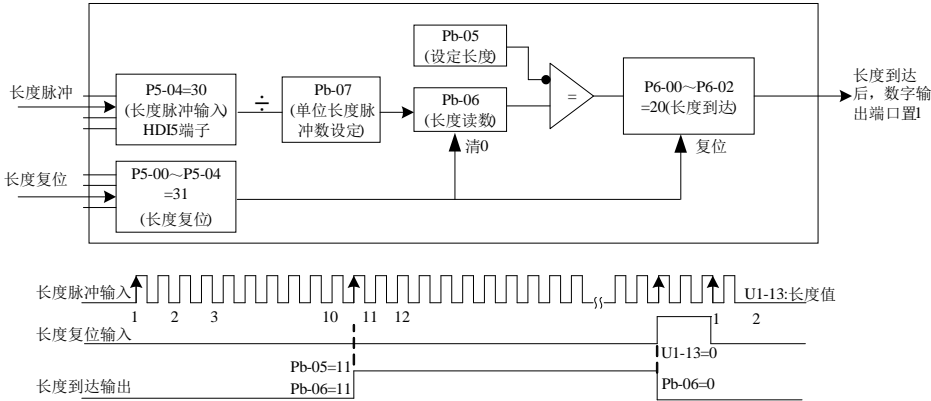 长度脉冲
P5-04=30
(长度脉冲输入)
HDI5端子
÷
Pb-07
(单位长度脉
冲数设定)
Pb-05
(设定长度)
Pb-06
(长度读数)
清0
=
P6-00～P6-02
=20(长度到达)
复位
长度到达
后，数字输
出端口置1
长度复位
P5-00～P5-04
=31
(长度复位)
长度脉冲输入
1 2 3 10 11 12 1 2
U1-13:长度值
长度复位输入
U1-13=0
Pb-05=11
长度到达输出
Pb-06=11
Pb-06=0